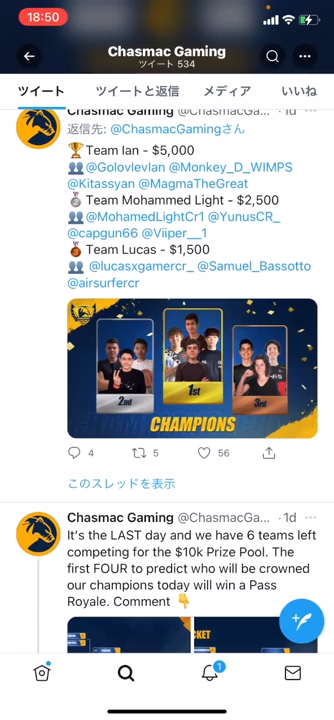 18:50
Chasmac Gaming
ツイート 534
ツイート ツイートと返信 メディア いいね
Chasmac Gaming @ChasmacGa... · 1d
返信先: @ChasmacGamingさん
🏆Team Ian - $5,000
👥@Golovlevlan @Monkey_D_WIMPS
@Kitassyan @MagmaTheGreat
🥈Team Mohammed Light - $2,500
👥@MohamedLightCr1 @YunusCR_
@capgun66 @Viiper__1
🥉Team Lucas - $1,500
👥 @lucasxgamercr_ @Samuel_Bassotto
@airsurfercr
2nd 1st 3rd
CHAMPIONS
4 5 56
このスレッドを表示
Chasmac Gaming @ChasmacGa... · 1d
It's the LAST day and we have 6 teams left
competing for the $10k Prize Pool. The
first FOUR to predict who will be crowned
our champions today will win a Pass
Royale. Comment 👇
1